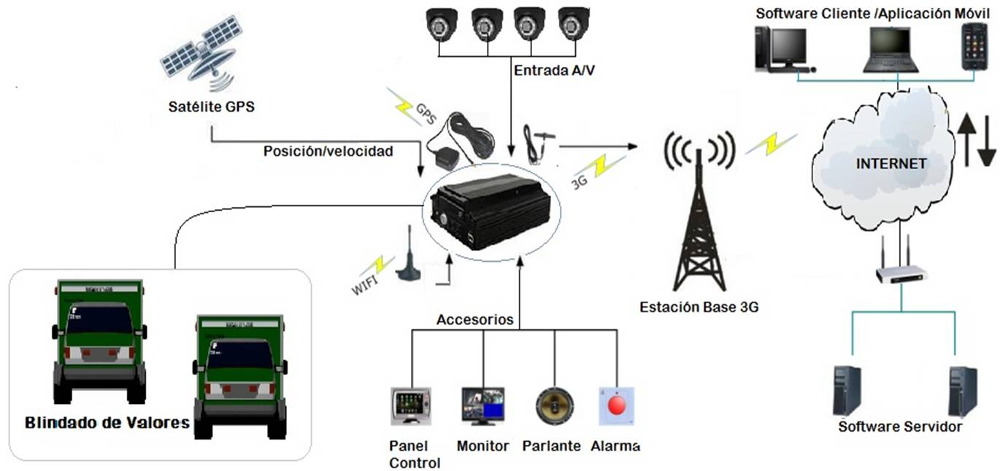 Software Cliente /Aplicación Móvil
Entrada A/V
Satélite GPS
GPS
Posición/velocidad
3G
INTERNET
WIFI
Estación Base 3G
Accesorios
Blindado de Valores
Software Servidor
Panel
Control
Monitor
Parlante
Alarma